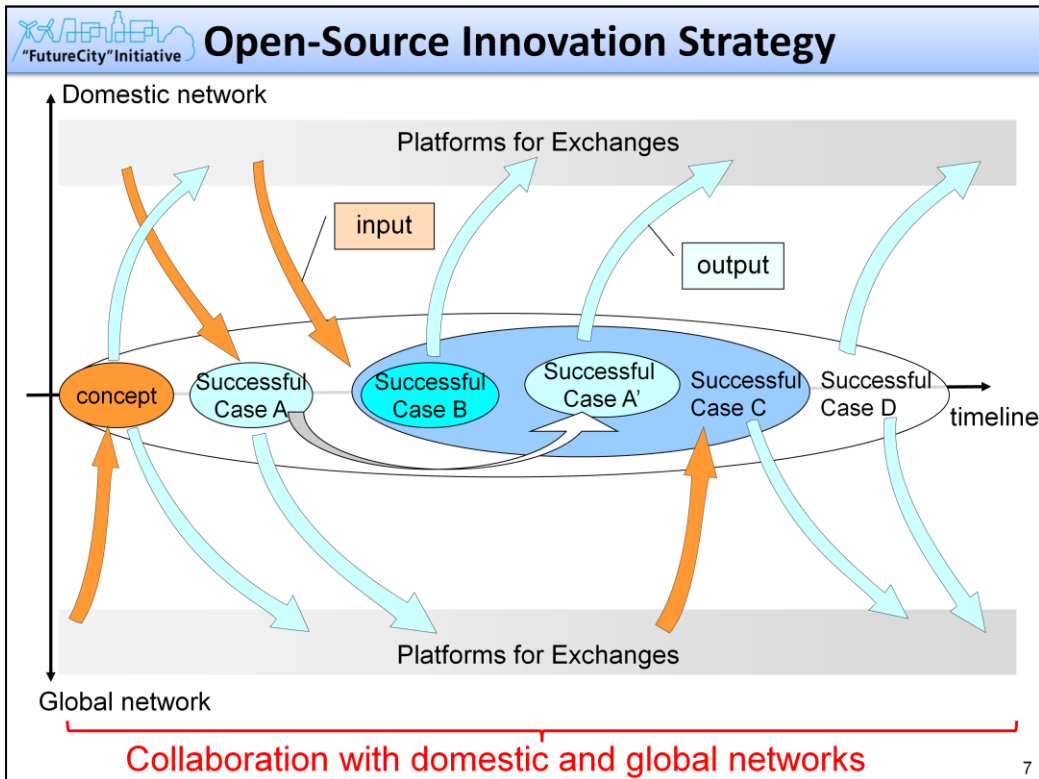 "FutureCity"Initiative
Open-Source Innovation Strategy
Domestic network
Platforms for Exchanges
input
output
concept
Successful
Case A
Successful
Case B
Successful
Case A'
Successful
Case C
Successful
Case D
timeline
Platforms for Exchanges
Global network
Collaboration with domestic and global networks
7